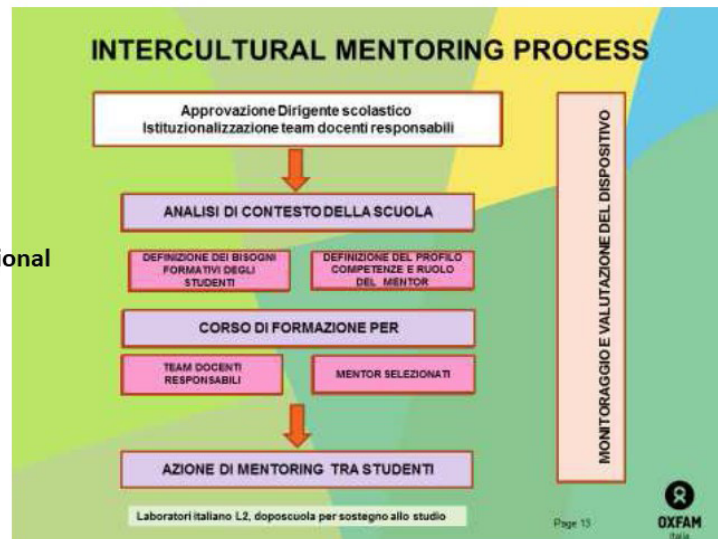 INTERCULTURAL MENTORING PROCESS
Approvazione Dirigente scolastico
Istituzionalizzazione team docenti responsabili
ANALISI DI CONTESTO DELLA SCUOLA
ional
DEFINIZIONE DEI BISOGNI
FORMATIVI DEGLI
STUDENTI
DEFINIZIONE DEL PROFILO
COMPETENZE E RUOLO
DEL MENTOR
CORSO DI FORMAZIONE PER
TEAM DOCENTI
RESPONSABILI
MENTOR SELEZIONATI
AZIONE DI MENTORING TRA STUDENTI
Laboratori italiano L2, doposcuola per sostegno allo studio
MONITORAGGIO E VALUTAZIONE DEL DISPOSITIVO
Page 13
OXFAM
Italia